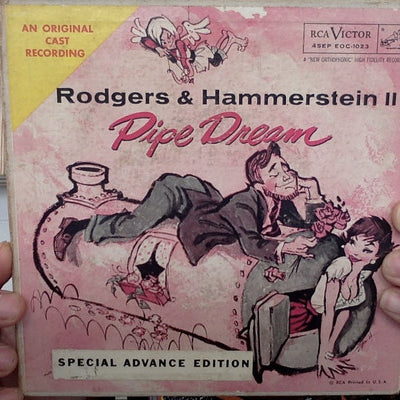 AN ORIGINAL
CAST
RECORDING
RCA VICTOR
4SEP EOC-1023
A "NEW ORTHOPHONIC" HIGH FIDELITY RECORDING
Rodgers & Hammerstein II
Pipe Dream
SPECIAL ADVANCE EDITION
© RCA Printed in U.S.A.